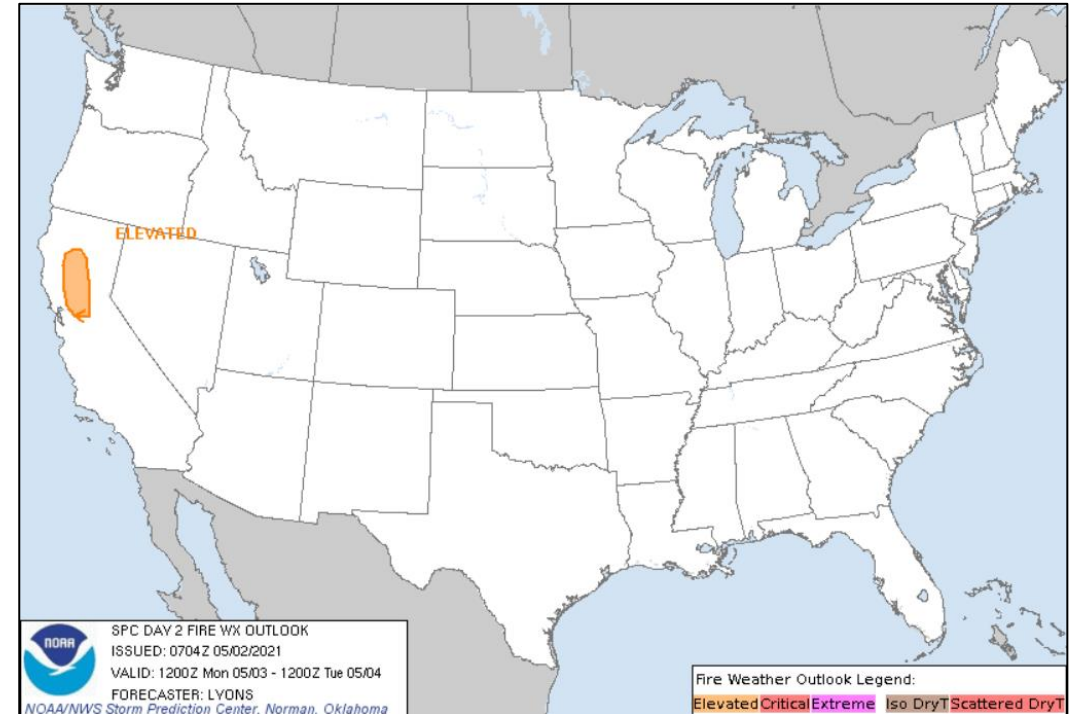 ELEVATED
NOAA
SPC DAY 2 FIRE WX OUTLOOK
ISSUED: 0704Z 05/02/2021
VALID: 1200Z Mon 05/03 - 1200Z Tue 05/04
FORECASTER: LYONS
NOAA/NWS Storm Prediction Center, Norman, Oklahoma
Fire Weather Outlook Legend:
Elevated Critical Extreme Iso DryT Scattered DryT